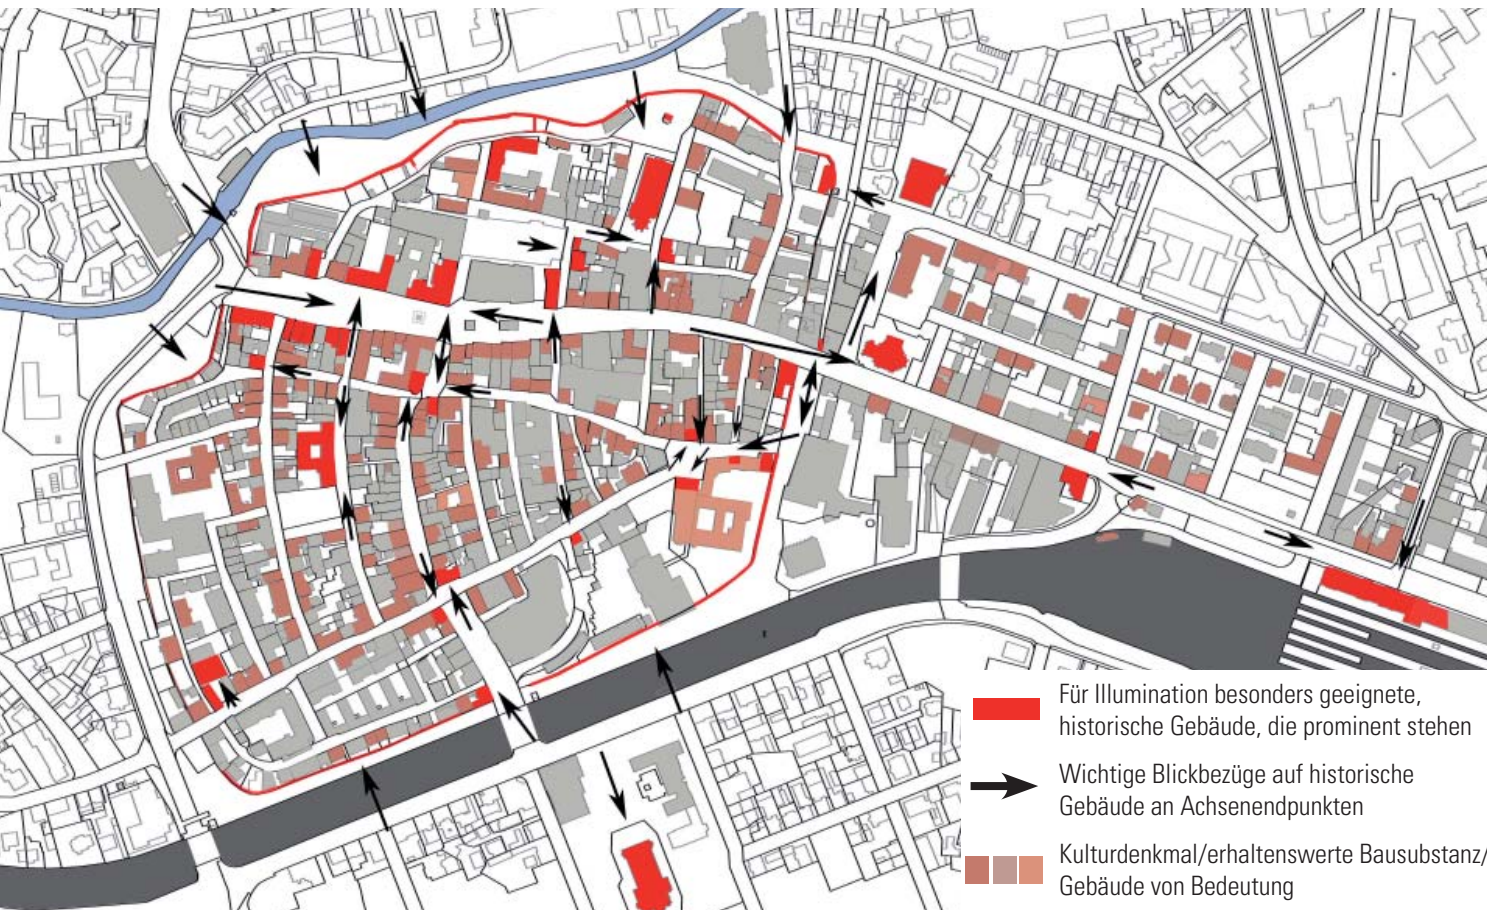 Für Illumination besonders geeignete,
historische Gebäude, die prominent stehen
Wichtige Blickbezüge auf historische
Gebäude an Achsenendpunkten
Kulturdenkmal/erhaltenswerte Bausubstanz/
Gebäude von Bedeutung